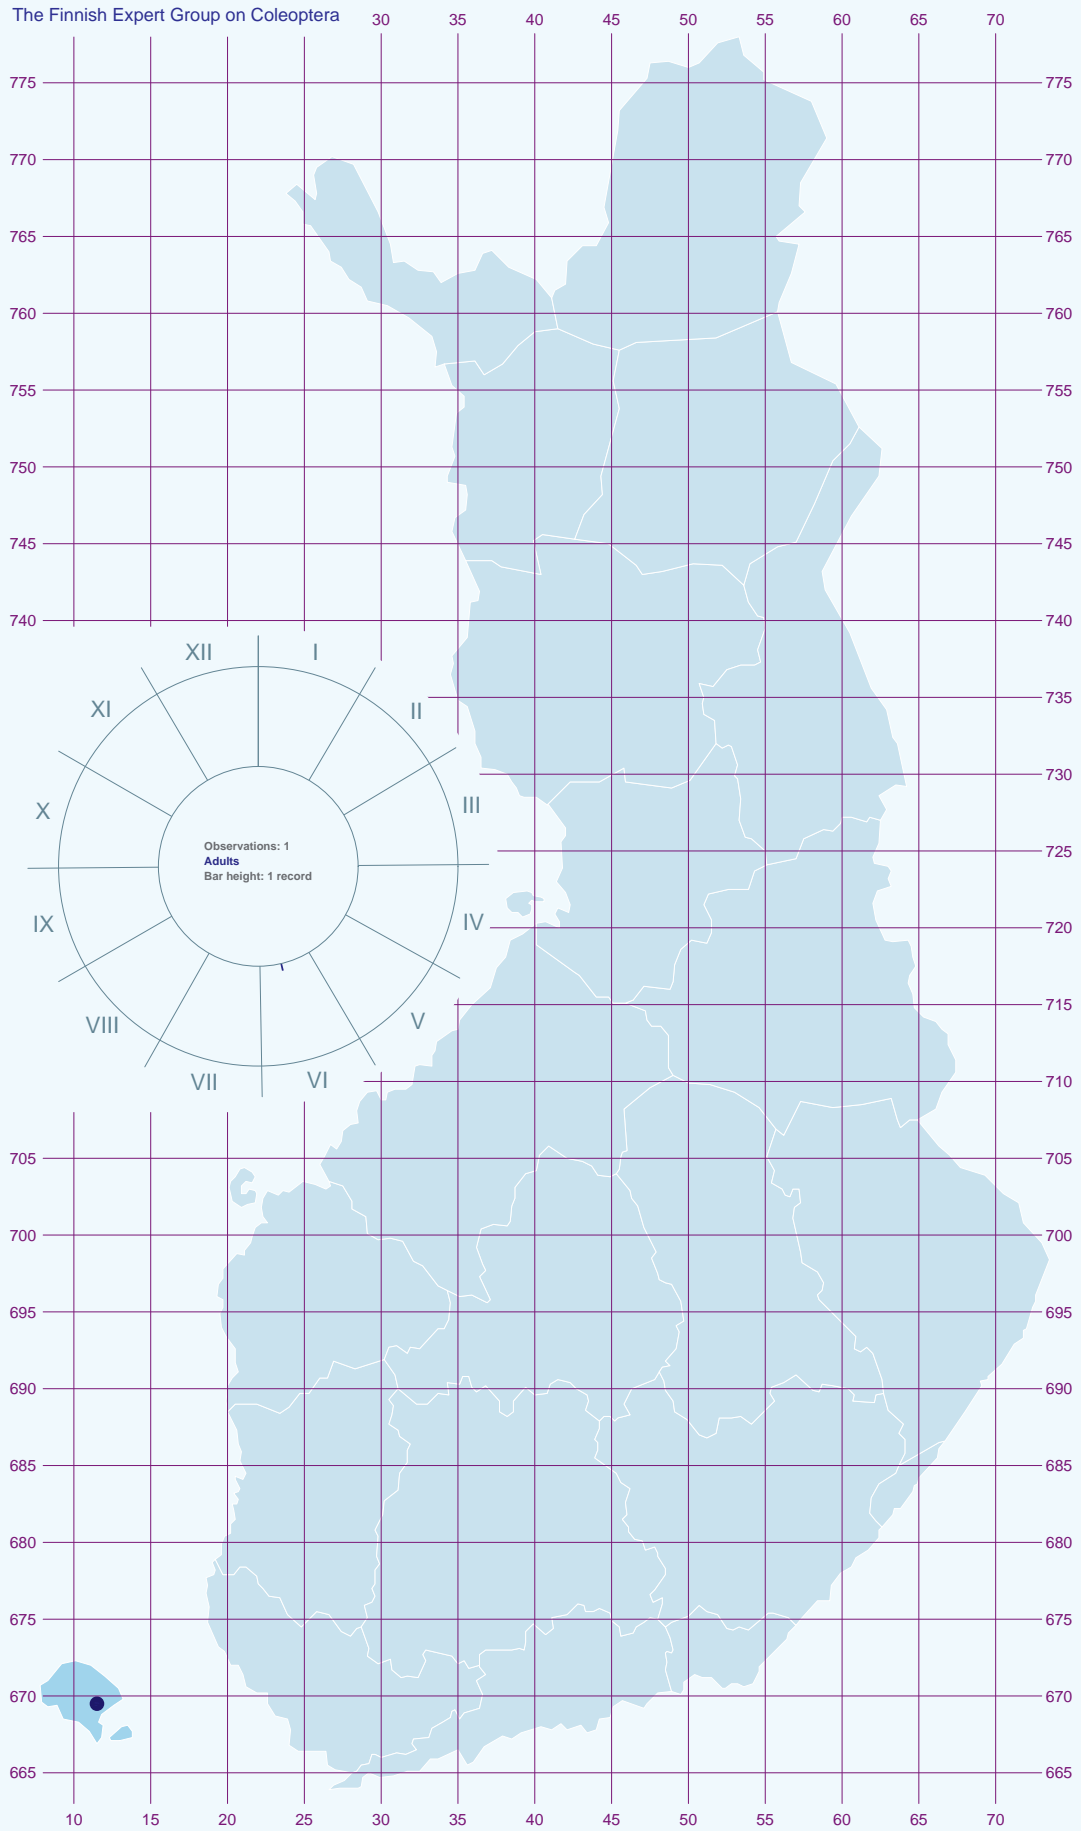 The Finnish Expert Group on Coleoptera 30 35 40 45 50 55 60 65 70
775 775
770 770
765 765
760 760
755 755
750 750
745 745
740 740
XII I
XI II
735
730
X III
Observations: 1
Adults
Bar height: 1 record
725
IX IV
720
715
VIII V
VII VI
710
705 705
700 700
695 695
690 690
685 685
680 680
675 675
670 670
665 665
10 15 20 25 30 35 40 45 50 55 60 65 70